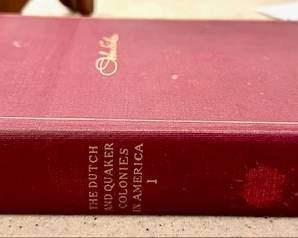 THE DUTCH
AND QUAKER
COLONIES
IN AMERICA
I